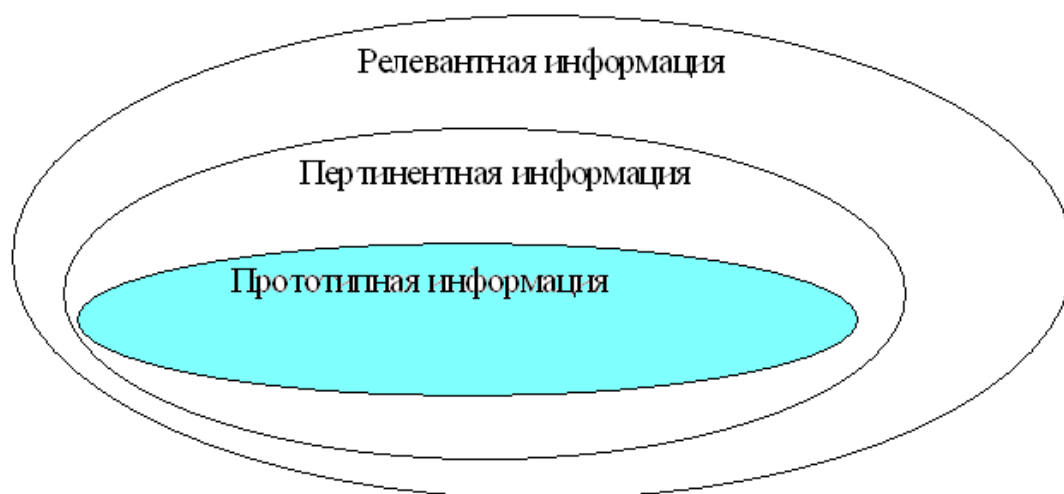 Релевантная информация
Пертинентная информация
Прототипная информация